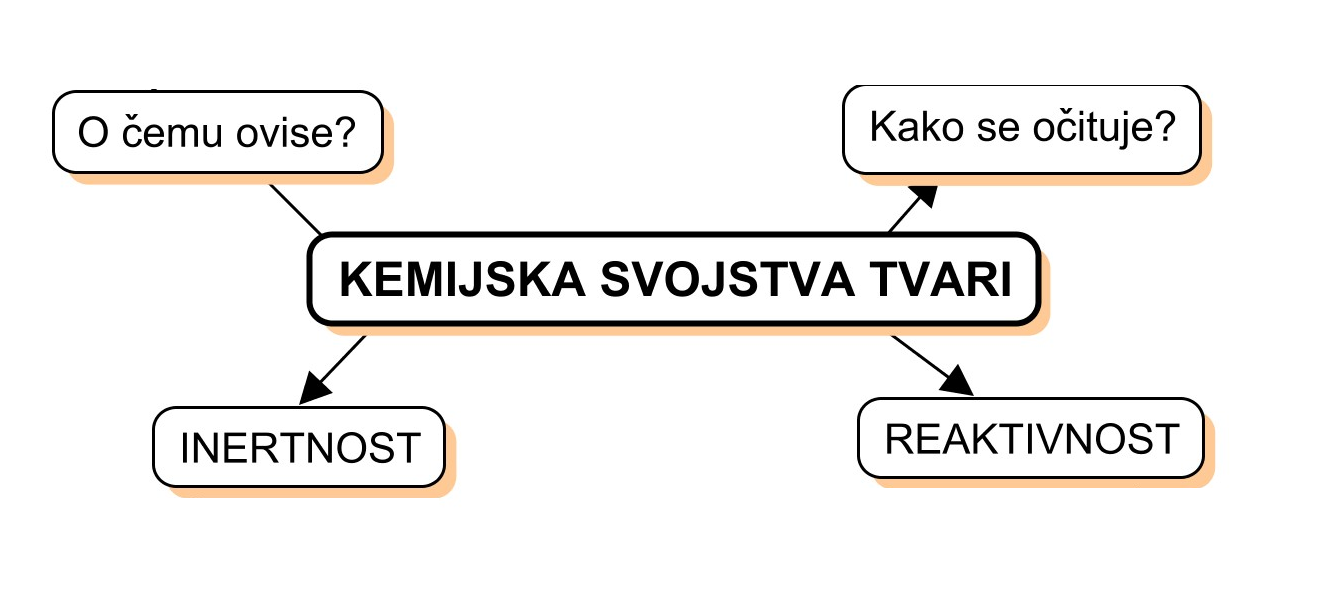 O čemu ovise?
Kako se očituje?
KEMIJSKA SVOJSTVA TVARI
INERTNOST
REAKTIVNOST